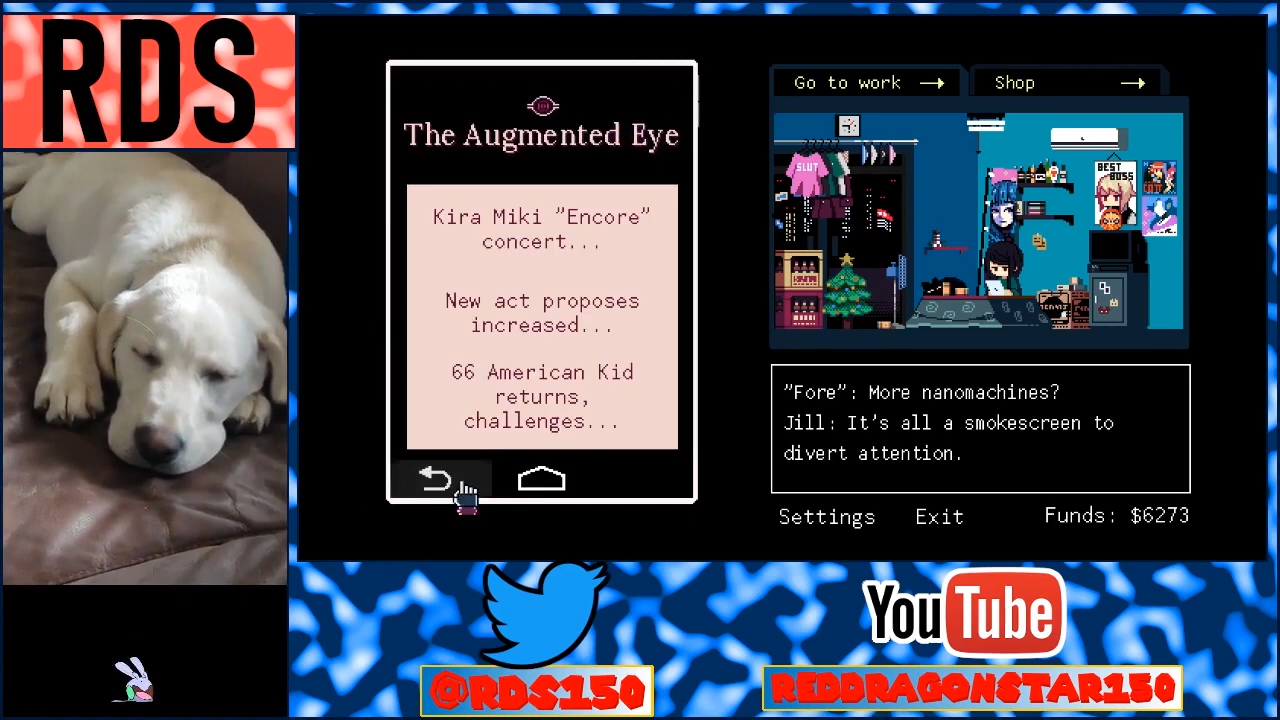 RDS
The Augmented Eye
Kira Miki "Encore"
concert...
New act proposes
increased...
66 American Kid
returns,
challenges...
Go to work →
Shop →
SLUT
BEST
BOSS
"Fore": More nanomachines?
Jill: It's all a smokescreen to
divert attention.
Settings
Exit
Funds: $6273
@RDS150
YouTube
REDDRAGONSTAR150